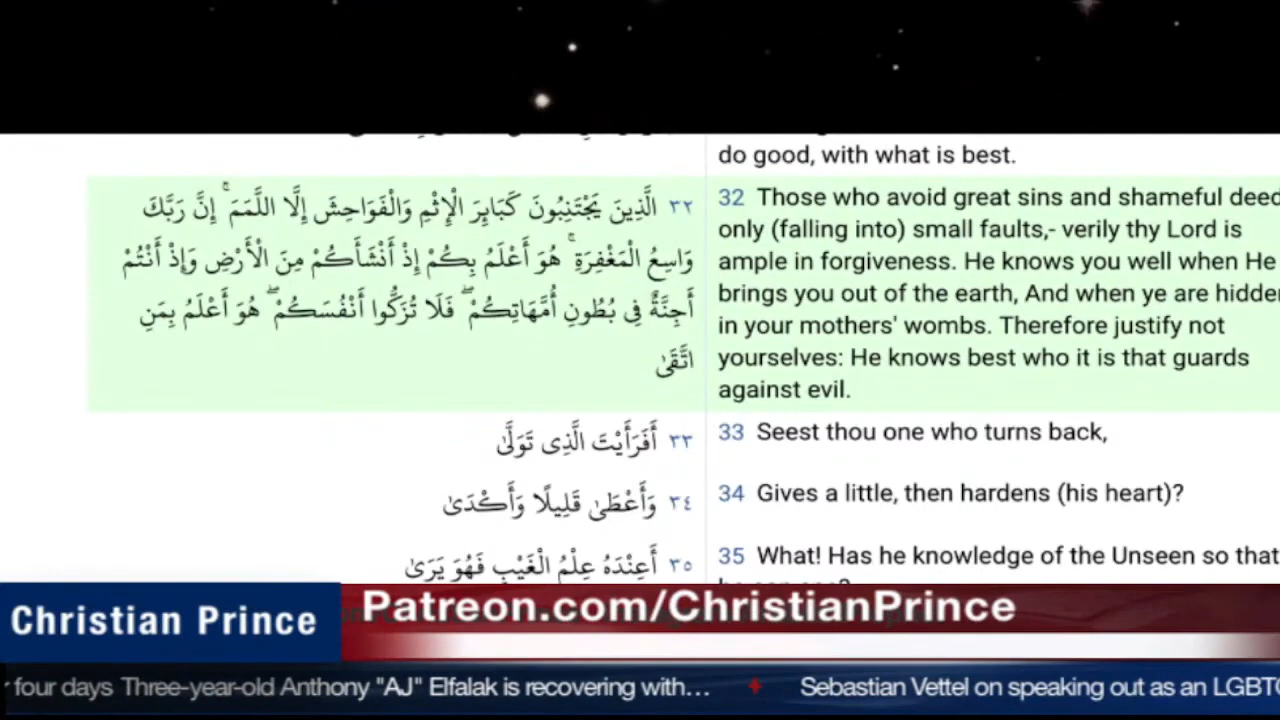 do good, with what is best.
٣٢ الَّذِينَ يَجْتَنِبُونَ كَبَايِرَ الْإِثْمِ وَالْفَوَاحِشَ إِلَّا اللَّمَمَ ۚ إِنَّ رَبَّكَ
وَاسِعُ الْمَغْفِرَةِ ۚ هُوَ أَعْلَمُ بِكُمْ إِذْ أَنْشَأَكُمْ مِنَ الْأَرْضِ وَإِذْ أَنْتُمْ
أَجِنَّةٌ فِى بُطُونِ أُمَّهَاتِكُمْ ۖ فَلَا تُزَكُّوا أَنْفُسَكُمْ ۖ هُوَ أَعْلَمُ بِمَنِ
اتَّقَىٰ
32 Those who avoid great sins and shameful deed
only (falling into) small faults,- verily thy Lord is
ample in forgiveness. He knows you well when He
brings you out of the earth, And when ye are hidden
in your mothers' wombs. Therefore justify not
yourselves: He knows best who it is that guards
against evil.
٣٣ أَفَرَأَيْتَ الَّذِى تَوَلَّىٰ
33 Seest thou one who turns back,
٣٤ وَأَعْطَىٰ قَلِيلًا وَأَكْدَىٰ
34 Gives a little, then hardens (his heart)?
٣٥ أَعِنْدَهُ عِلْمُ الْغَيْبِ فَهُوَ يَرَىٰ
35 What! Has he knowledge of the Unseen so that
Christian Prince
Patreon.com/ChristianPrince
four days Three-year-old Anthony "AJ" Elfalak is recovering with... Sebastian Vettel on speaking out as an LGBTQ